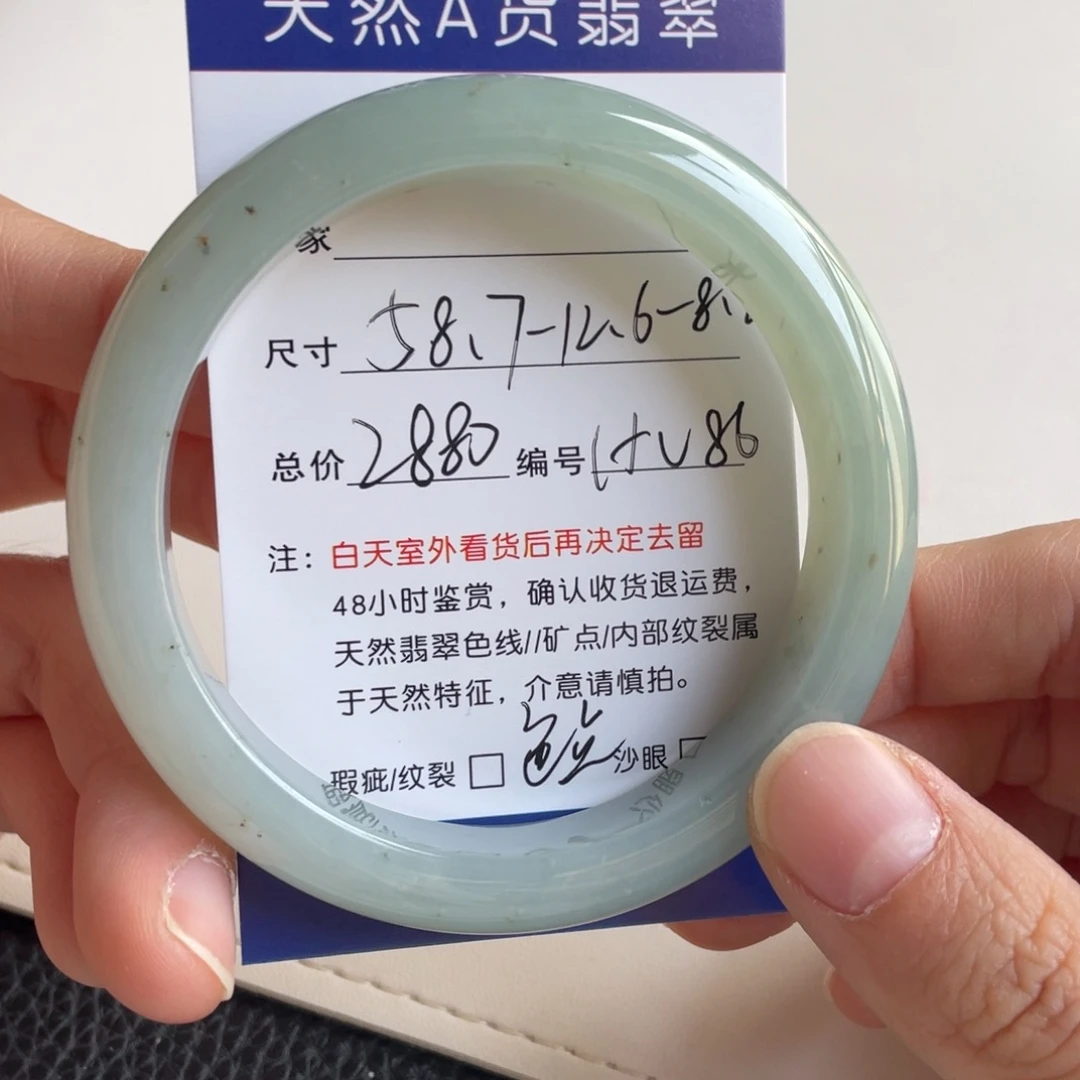 天然A货翡翠
家
尺寸 58.7-12.6-8.
总价 2880 编号 86
注：白天室外看货后再决定去留
48小时鉴赏，确认收货退运费，
天然翡翠色线//矿点/内部纹裂属
于天然特征，介意请慎拍。
瑕疵/纹裂 □ 沙眼 □